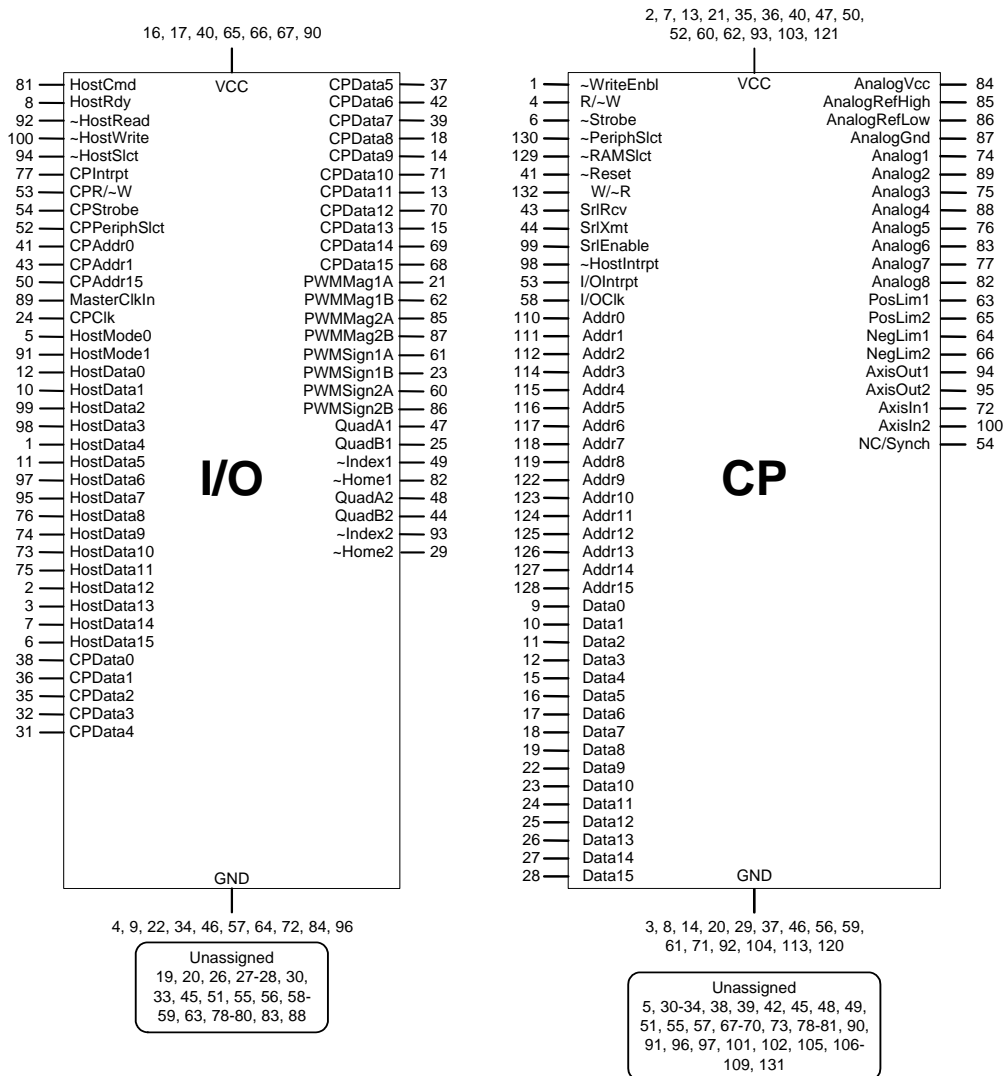 16, 17, 40, 65, 66, 67, 90
VCC
81 HostCmd
8 HostRdy
92 ~HostRead
100 ~HostWrite
94 ~HostSlct
77 CPIntrpt
53 CPR/~W
54 CPStrobe
52 CPPeriphSlct
41 CPAddr0
43 CPAddr1
50 CPAddr15
89 MasterClkIn
24 CPClk
5 HostMode0
91 HostMode1
12 HostData0
10 HostData1
99 HostData2
98 HostData3
1 HostData4
11 HostData5
97 HostData6
95 HostData7
76 HostData8
74 HostData9
73 HostData10
75 HostData11
2 HostData12
3 HostData13
7 HostData14
6 HostData15
38 CPData0
36 CPData1
35 CPData2
32 CPData3
31 CPData4
I/O
CPData5 37
CPData6 42
CPData7 39
CPData8 18
CPData9 14
CPData10 71
CPData11 13
CPData12 70
CPData13 15
CPData14 69
CPData15 68
PWMMag1A 21
PWMMag1B 62
PWMMag2A 85
PWMMag2B 87
PWMSign1A 61
PWMSign1B 23
PWMSign2A 60
PWMSign2B 86
QuadA1 47
QuadB1 25
~Index1 49
~Home1 82
QuadA2 48
QuadB2 44
~Index2 93
~Home2 29
GND
4, 9, 22, 34, 46, 57, 64, 72, 84, 96
Unassigned
19, 20, 26, 27-28, 30,
33, 45, 51, 55, 56, 58-
59, 63, 78-80, 83, 88
2, 7, 13, 21, 35, 36, 40, 47, 50,
52, 60, 62, 93, 103, 121
VCC
1 ~WriteEnbl
4 R/~W
6 ~Strobe
130 ~PeriphSlct
129 ~RAMSlct
41 ~Reset
132 W/~R
43 SrlRcv
44 SrlXmt
99 SrlEnable
98 ~HostIntrpt
53 I/OIntrpt
58 I/OClk
110 Addr0
111 Addr1
112 Addr2
114 Addr3
115 Addr4
116 Addr5
117 Addr6
118 Addr7
119 Addr8
122 Addr9
123 Addr10
124 Addr11
125 Addr12
126 Addr13
127 Addr14
128 Addr15
9 Data0
10 Data1
11 Data2
12 Data3
15 Data4
16 Data5
17 Data6
18 Data7
19 Data8
22 Data9
23 Data10
24 Data11
25 Data12
26 Data13
27 Data14
28 Data15
CP
AnalogVcc 84
AnalogRefHigh 85
AnalogRefLow 86
AnalogGnd 87
Analog1 74
Analog2 89
Analog3 75
Analog4 88
Analog5 76
Analog6 83
Analog7 77
Analog8 82
PosLim1 63
PosLim2 65
NegLim1 64
NegLim2 66
AxisOut1 94
AxisOut2 95
AxisIn1 72
AxisIn2 100
NC/Synch 54
GND
3, 8, 14, 20, 29, 37, 46, 56, 59,
61, 71, 92, 104, 113, 120
Unassigned
5, 30-34, 38, 39, 42, 45, 48, 49,
51, 55, 57, 67-70, 73, 78-81, 90,
91, 96, 97, 101, 102, 105, 106-
109, 131